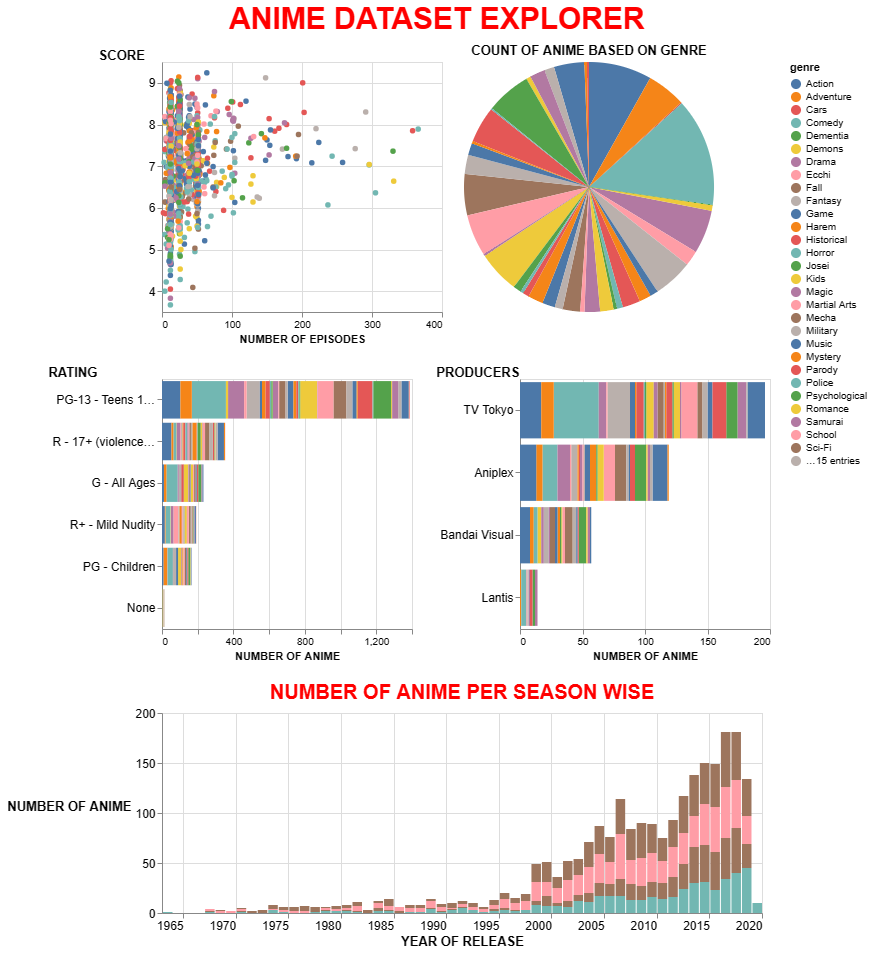 ANIME DATASET EXPLORER
SCORE
9
8
7
6
5
4
0
100
200
300
400
NUMBER OF EPISODES
COUNT OF ANIME BASED ON GENRE
genre
Action
Adventure
Cars
Comedy
Dementia
Demons
Drama
Ecchi
Fall
Fantasy
Game
Harem
Historical
Horror
Josei
Kids
Magic
Martial Arts
Mecha
Military
Music
Mystery
Parody
Police
Psychological
Romance
Samurai
School
Sci-Fi
...15 entries
RATING
PG-13 - Teens 1…
R - 17+ (violence…
G - All Ages
R+ - Mild Nudity
PG - Children
None
0
400
800
1,200
NUMBER OF ANIME
PRODUCERS
TV Tokyo
Aniplex
Bandai Visual
Lantis
0
50
100
150
200
NUMBER OF ANIME
NUMBER OF ANIME PER SEASON WISE
NUMBER OF ANIME
200
150
100
50
0
1965
1970
1975
1980
1985
1990
1995
2000
2005
2010
2015
2020
YEAR OF RELEASE